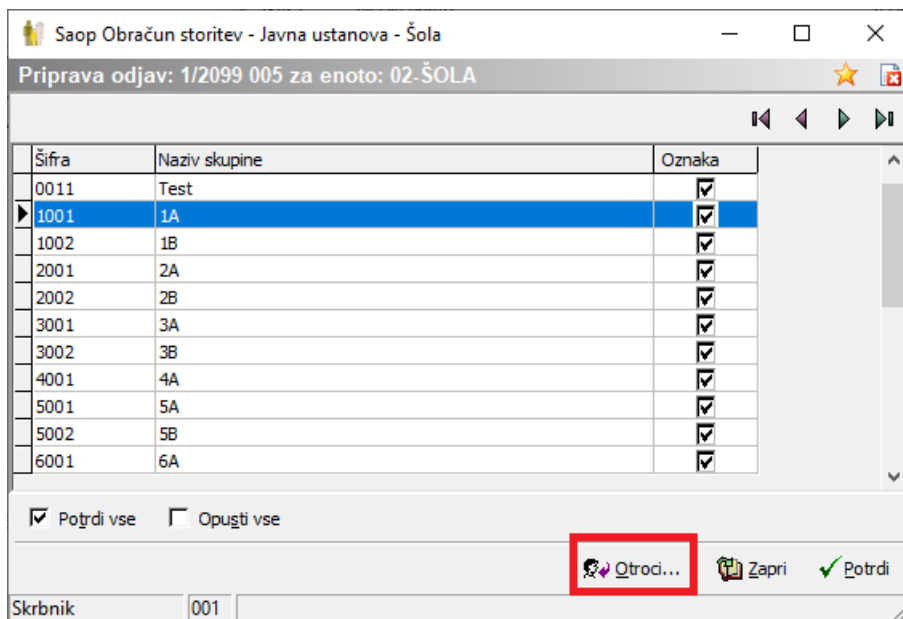 Saop Obračun storitev - Javna ustanova - Šola
Priprava odjav: 1/2099 005 za enoto: 02-ŠOLA
Šifra Naziv skupine Oznaka
0011 Test
1001 1A
1002 1B
2001 2A
2002 2B
3001 3A
3002 3B
4001 4A
5001 5A
5002 5B
6001 6A
Potrdi vse Opusti vse
Otroci... Zapri Potrdi
Skrbnik 001